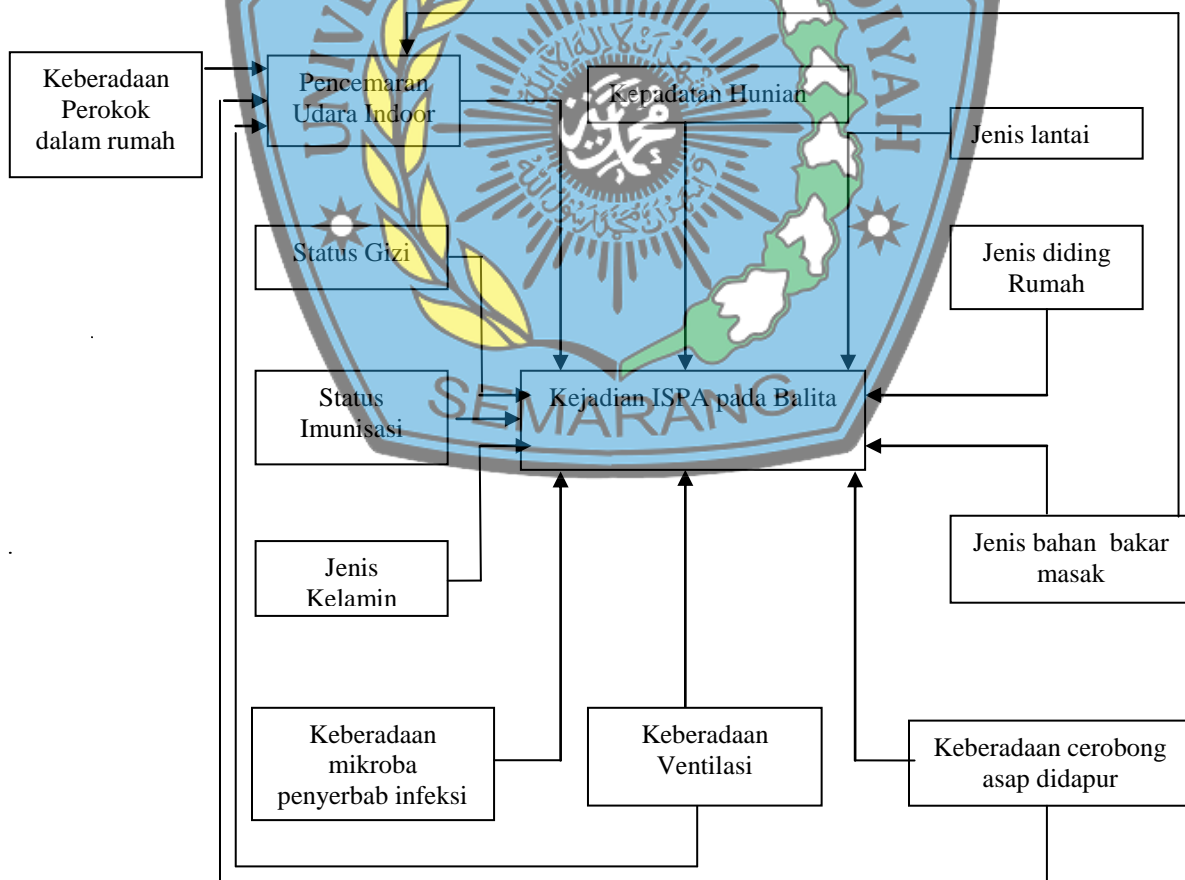 UNIVE
DIYAH
Keberadaan
Perokok
dalam rumah
Pencemaran
Udara Indoor
Kepadatan Hunian
Jenis lantai
Status Gizi
Jenis diding
Rumah
Status
Imunisasi
Kejadian ISPA pada Balita
SEMARANG
Jenis
Kelamin
Jenis bahan bakar
masak
Keberadaan
mikroba
penyerbab infeksi
Keberadaan
Ventilasi
Keberadaan cerobong
asap didapur